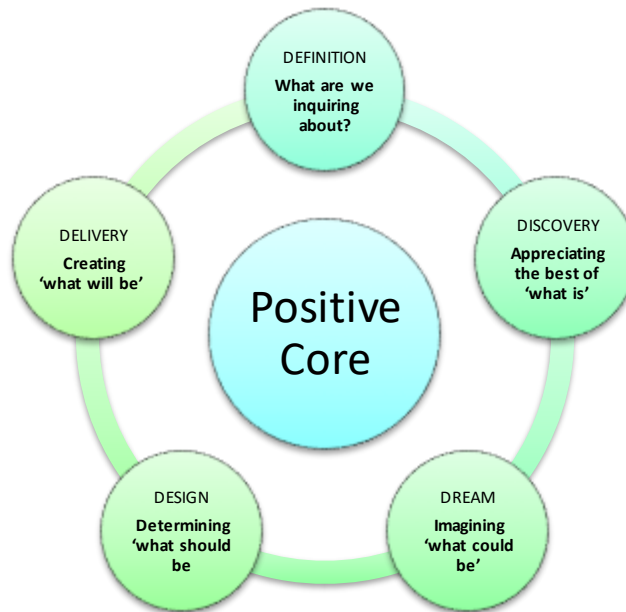 DEFINITION
What are we
inquiring
about?
DISCOVERY
Appreciating
the best of
‘what is’
DREAM
Imagining
‘what could
be’
DESIGN
Determining
‘what should
be
DELIVERY
Creating
‘what will be’
Positive
Core